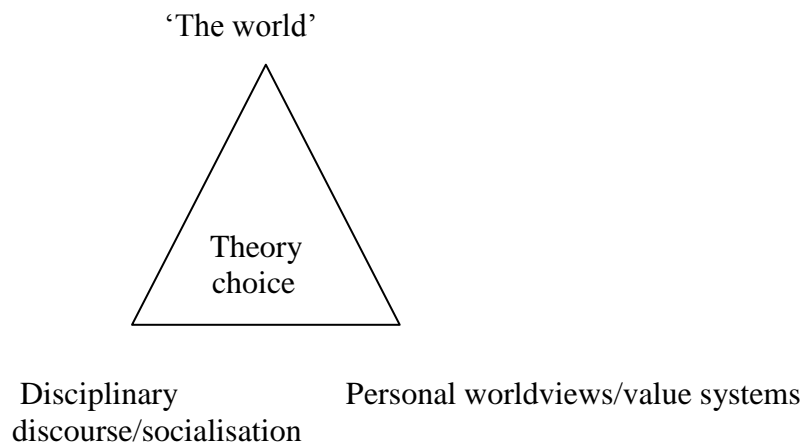 ‘The world’
Theory
choice
Disciplinary
discourse/socialisation
Personal worldviews/value systems